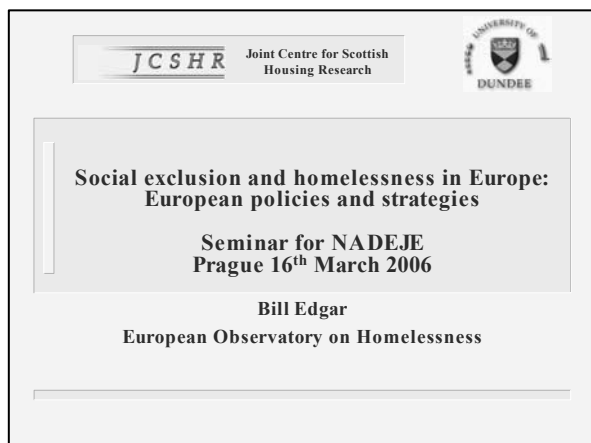 JCSHR
Joint Centre for Scottish
Housing Research
UNIVERSITY OF
DUNDEE
Social exclusion and homelessness in Europe:
European policies and strategies
Seminar for NADEJE
Prague 16th March 2006
Bill Edgar
European Observatory on Homelessness